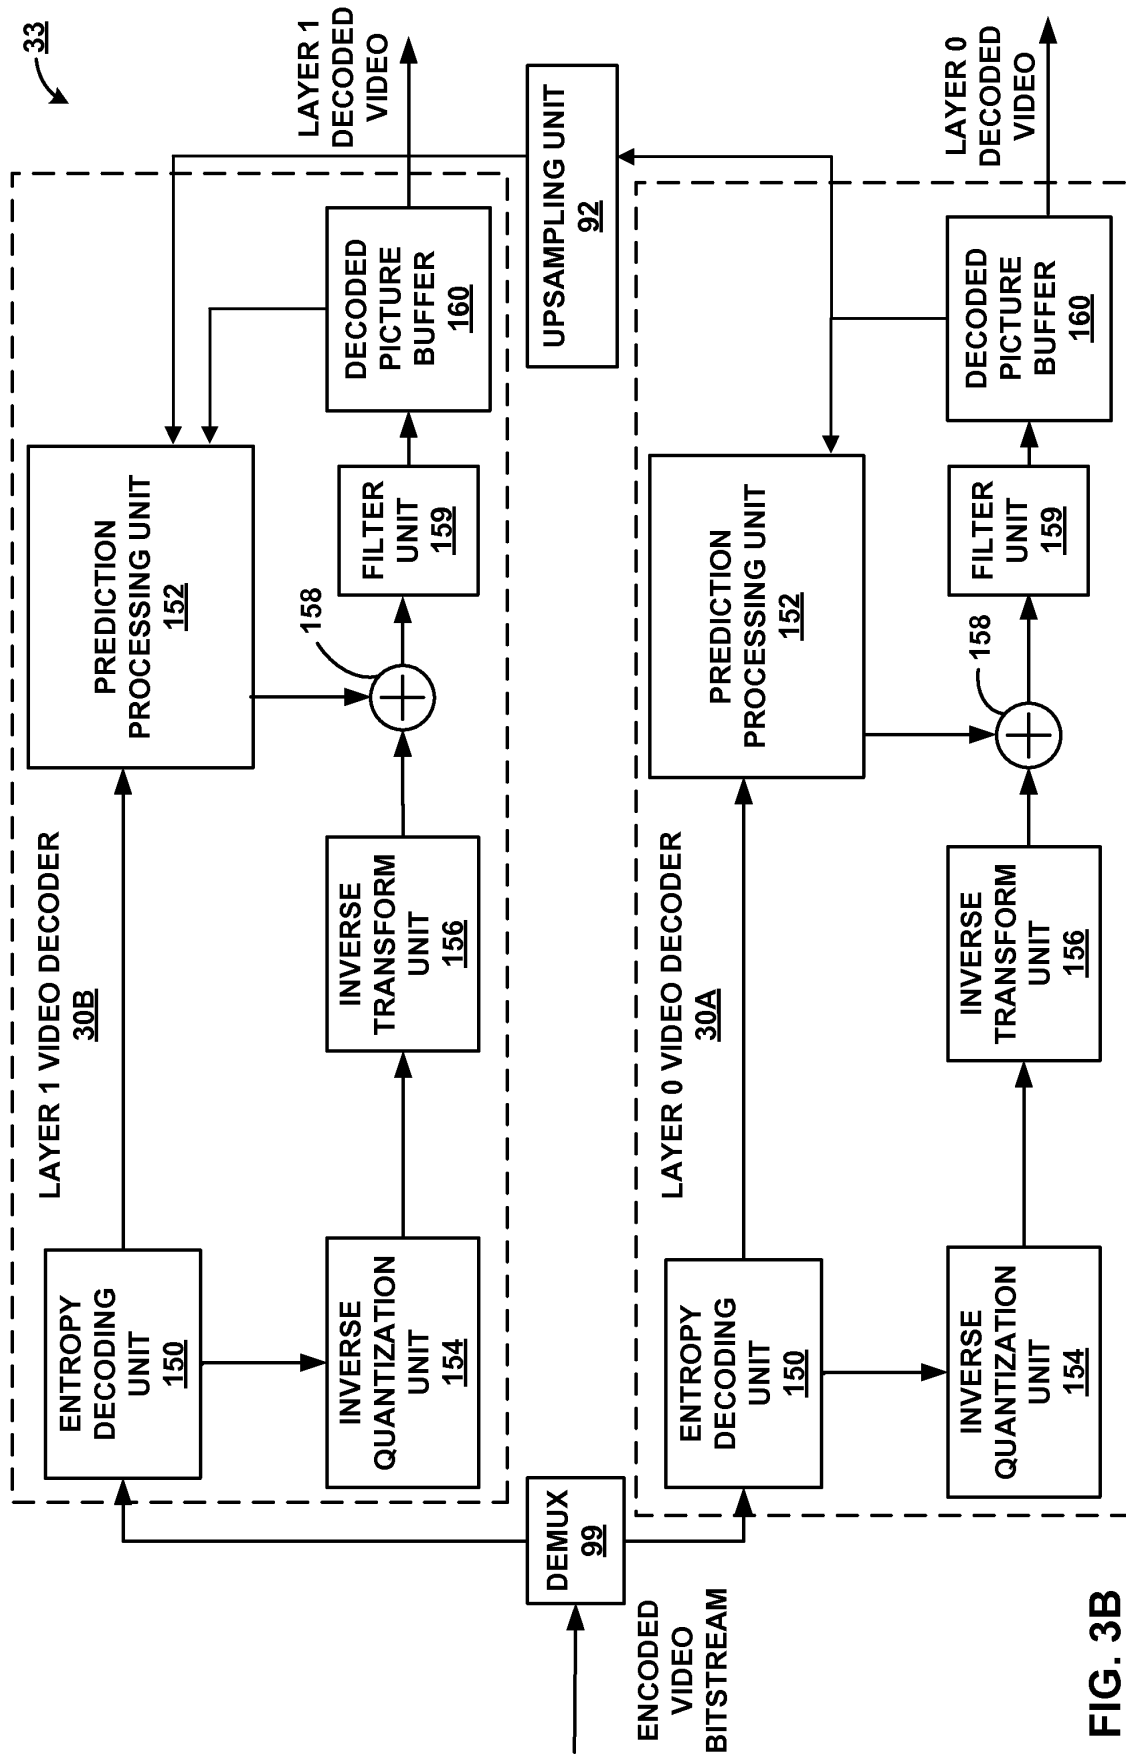 33
LAYER 1 VIDEO DECODER
30B
ENTROPY
DECODING
UNIT
150
PREDICTION
PROCESSING UNIT
152
INVERSE
QUANTIZATION
UNIT
154
INVERSE
TRANSFORM
UNIT
156
158
FILTER
UNIT
159
DECODED
PICTURE
BUFFER
160
LAYER 1
DECODED
VIDEO
ENCODED
VIDEO
BITSTREAM
DEMUX
99
UPSAMPLING UNIT
92
LAYER 0 VIDEO DECODER
30A
ENTROPY
DECODING
UNIT
150
PREDICTION
PROCESSING UNIT
152
INVERSE
QUANTIZATION
UNIT
154
INVERSE
TRANSFORM
UNIT
156
158
FILTER
UNIT
159
DECODED
PICTURE
BUFFER
160
LAYER 0
DECODED
VIDEO
FIG. 3B